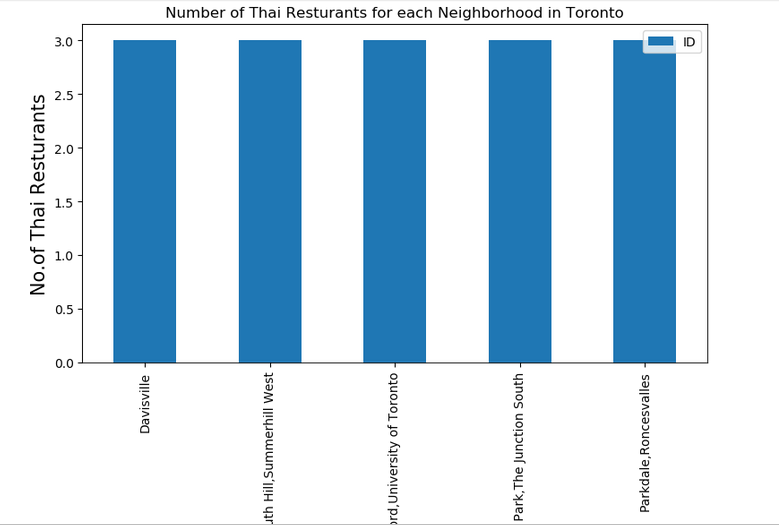 Number of Thai Resturants for each Neighborhood in Toronto
ID
No.of Thai Resturants
3.0
2.5
2.0
1.5
1.0
0.5
0.0
Davisville
uth Hill,Summerhill West
ord,University of Toronto
Park,The Junction South
Parkdale,Roncesvalles